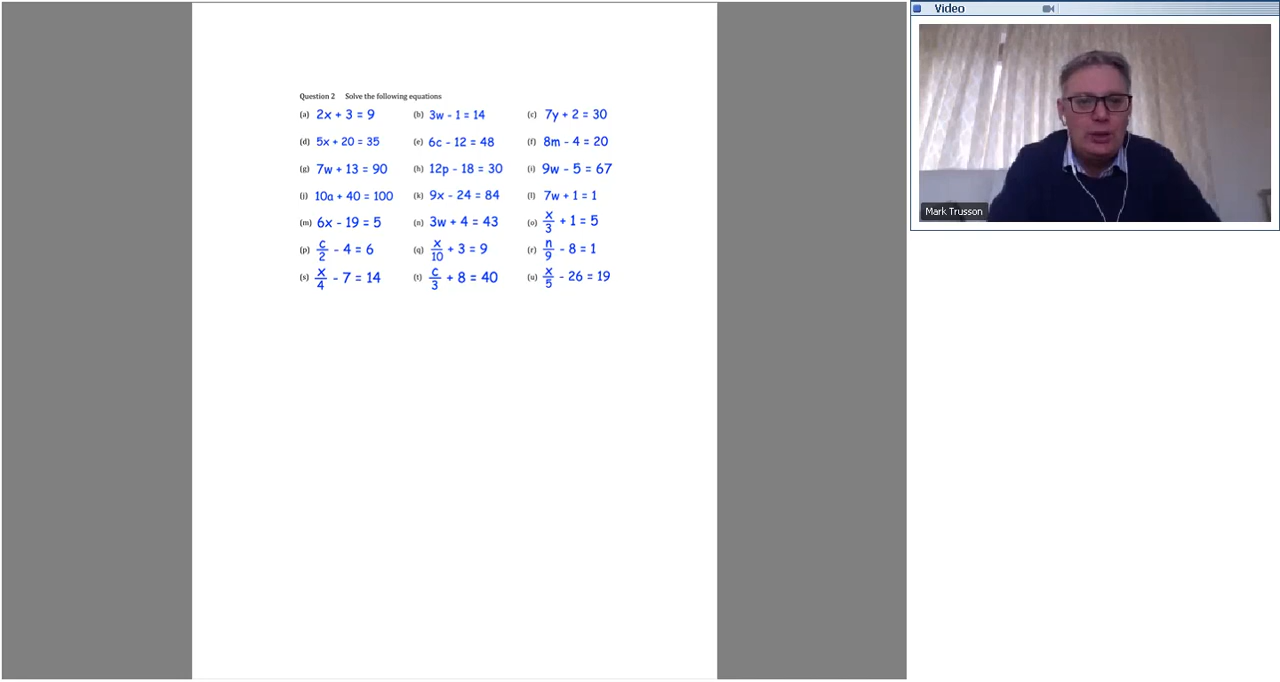 Video
Question 2 Solve the following equations
(a) 2x + 3 = 9 (b) 3w - 1 = 14 (c) 7y + 2 = 30
(d) 5x + 20 = 35 (e) 6c - 12 = 48 (f) 8m - 4 = 20
(g) 7w + 13 = 90 (h) 12p - 18 = 30 (i) 9w - 5 = 67
(j) 10a + 40 = 100 (k) 9x - 24 = 84 (l) 7w + 1 = 1
(m) 6x - 19 = 5 (n) 3w + 4 = 43 (o) x/3 + 1 = 5
(p) c/2 - 4 = 6 (q) x/10 + 3 = 9 (r) n/9 - 8 = 1
(s) x/4 - 7 = 14 (t) c/3 + 8 = 40 (u) x/5 - 26 = 19
Mark Trusson